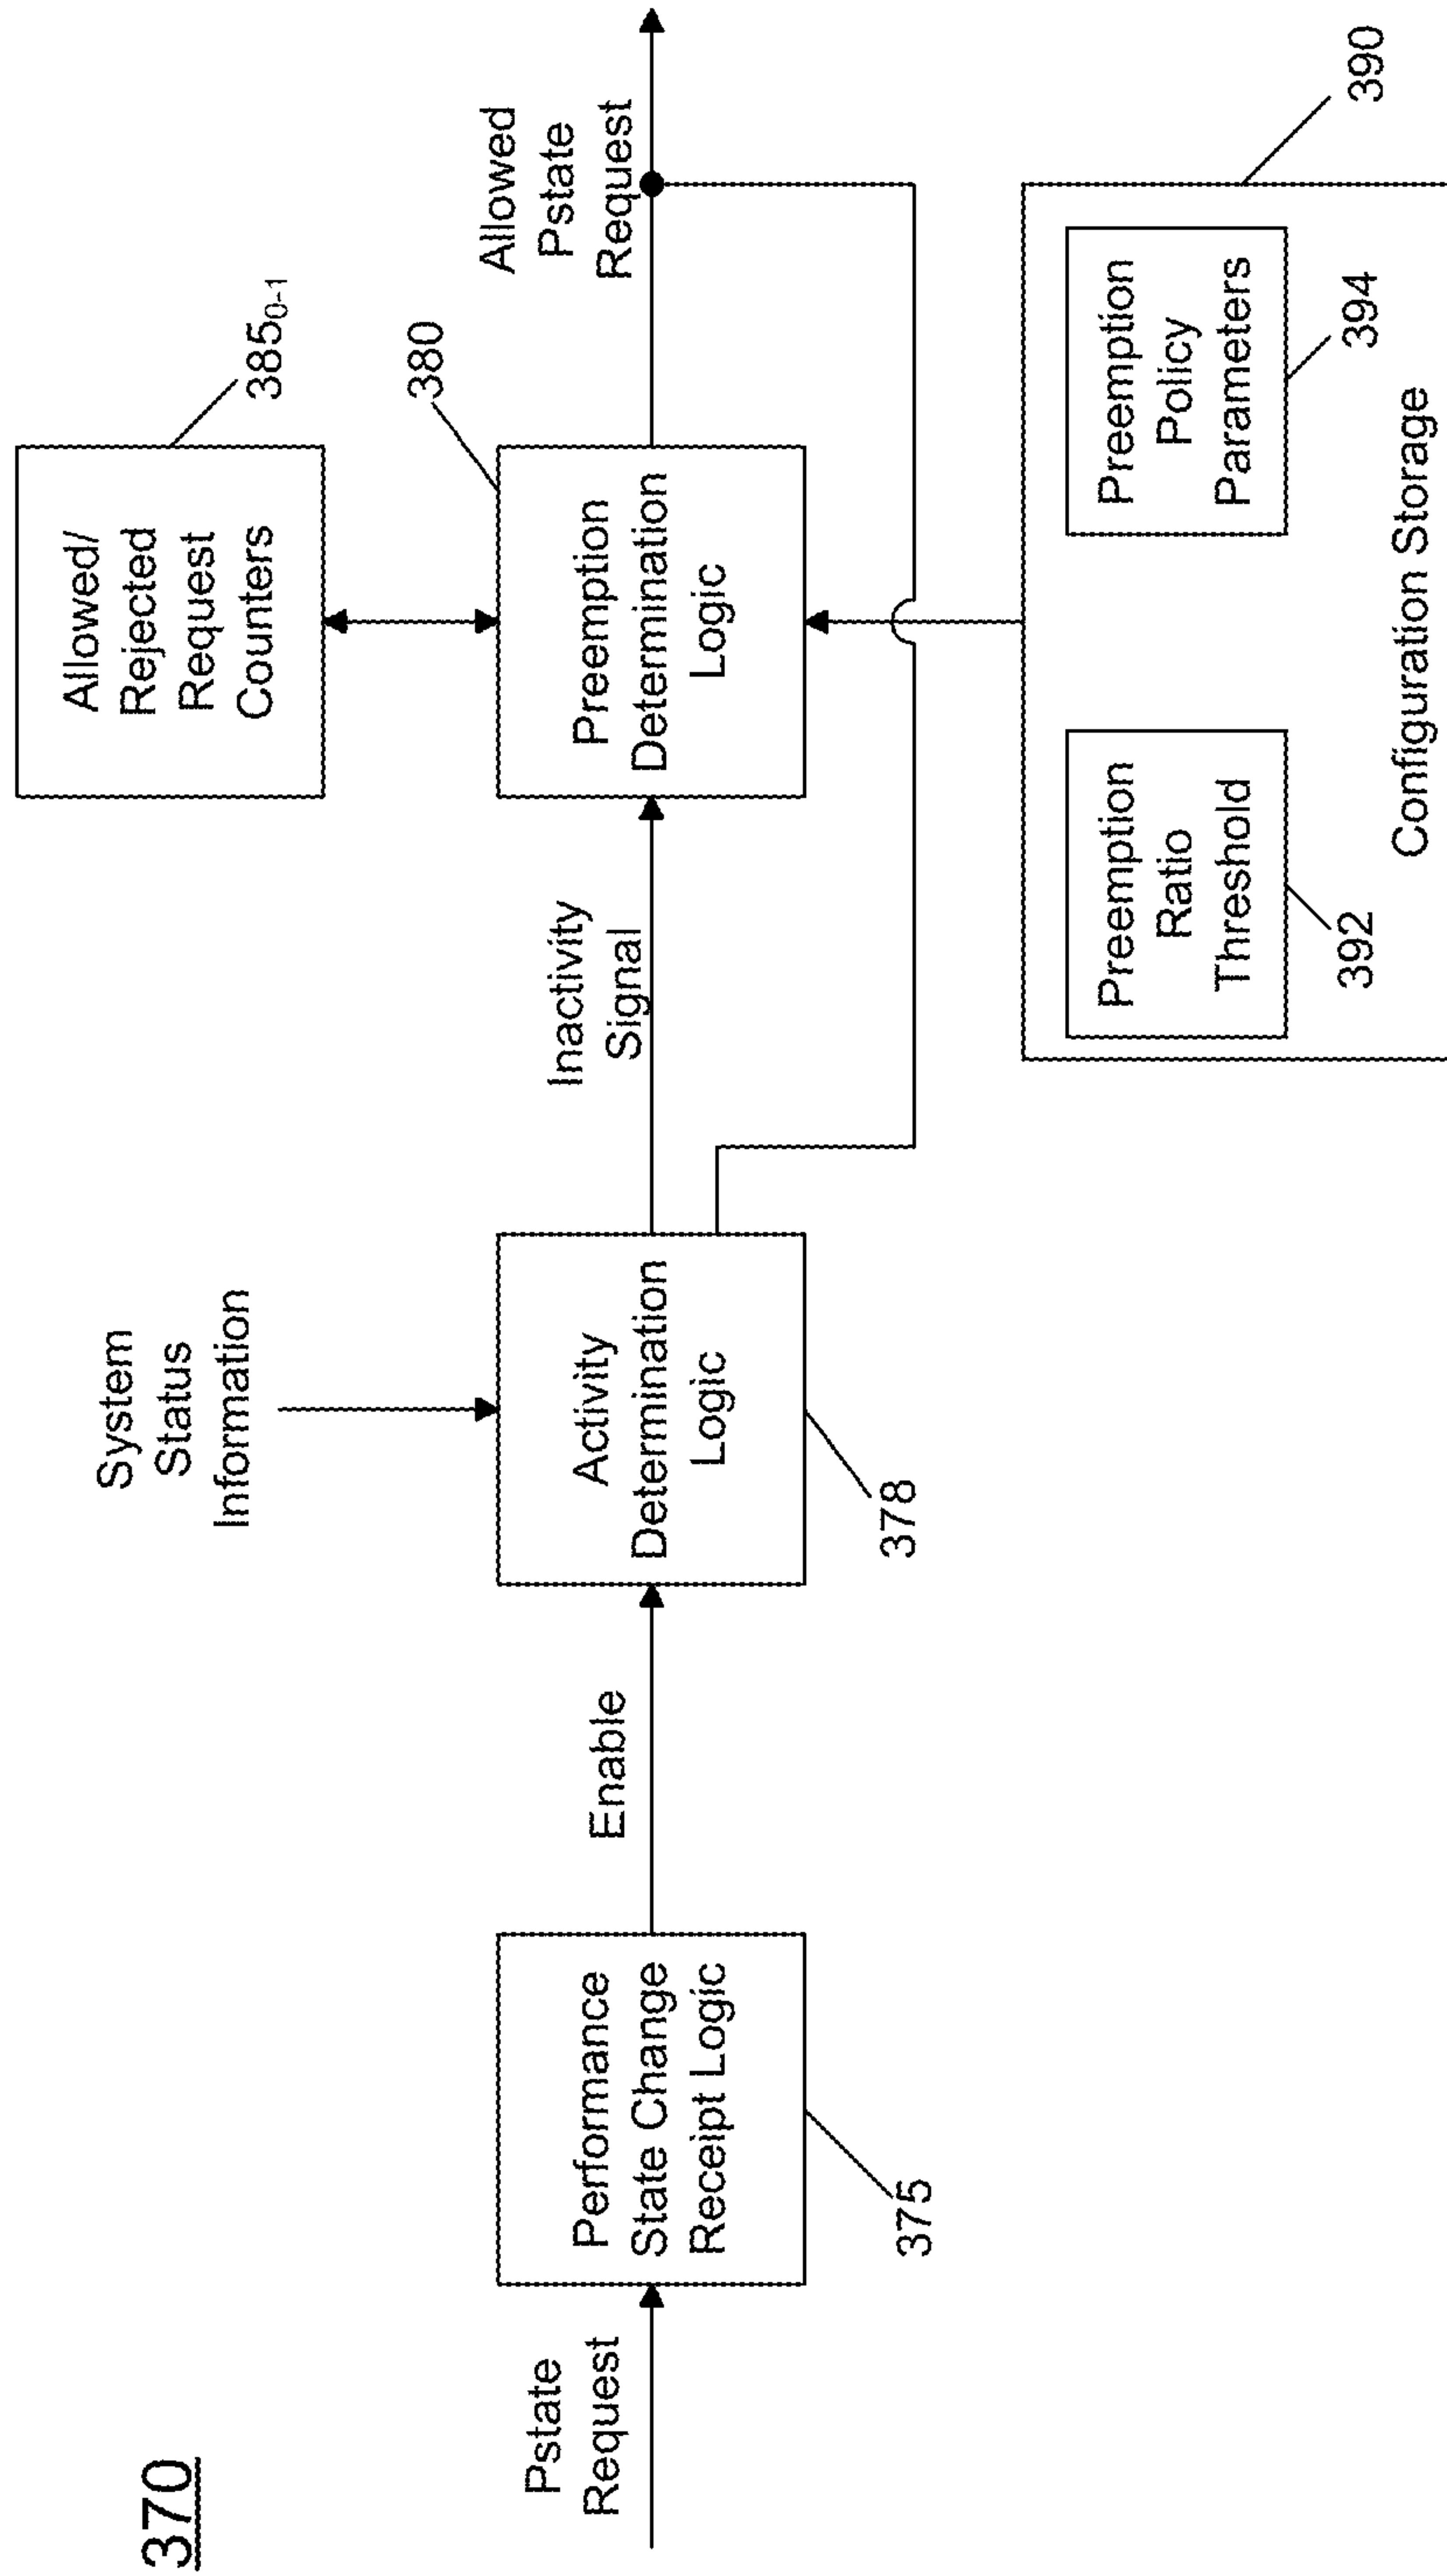 370
Pstate
Request
Performance
State Change
Receipt Logic
375
Enable
System
Status
Information
Activity
Determination
Logic
378
Inactivity
Signal
Allowed/
Rejected
Request
Counters
385₀₋₁
Preemption
Determination
Logic
380
Allowed
Pstate
Request
Preemption
Ratio
Threshold
392
Preemption
Policy
Parameters
394
Configuration Storage
390